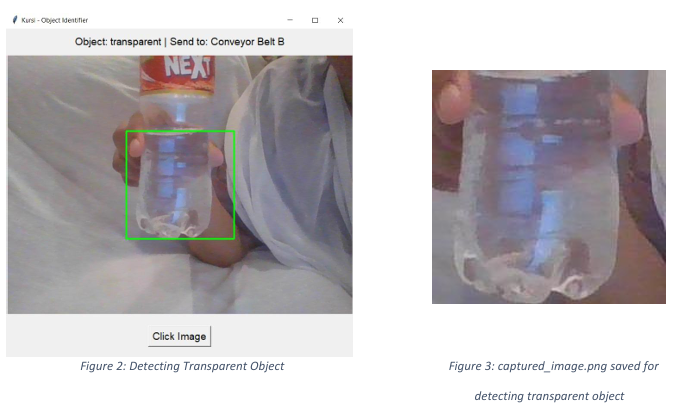 Kursi - Object Identifier
Object: transparent | Send to: Conveyor Belt B
NEXT
Click Image
Figure 2: Detecting Transparent Object
Figure 3: captured_image.png saved for
detecting transparent object